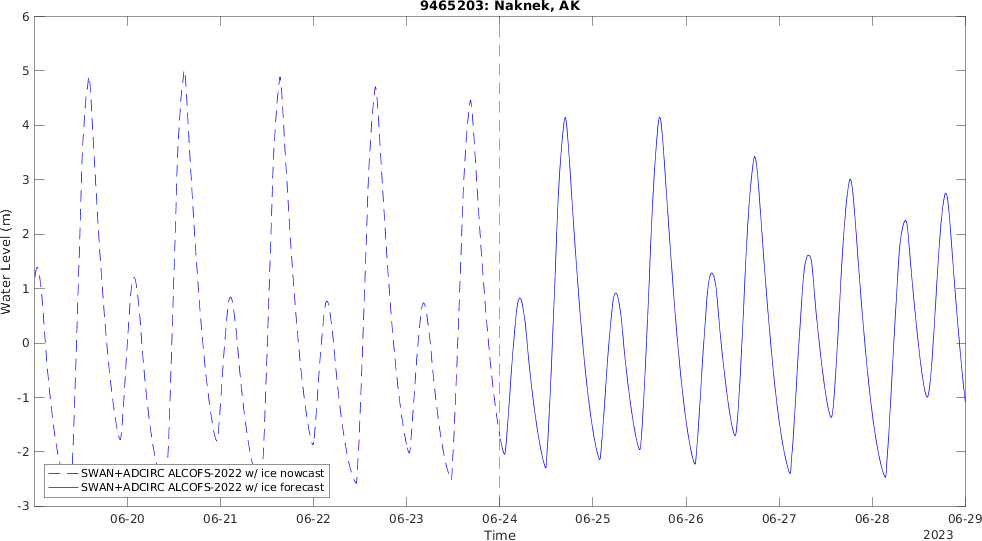 9465203: Naknek, AK
6
5
4
3
2
1
0
-1
-2
-3
Water Level (m)
SWAN+ADCIRC ALCOFS-2022 w/ ice nowcast
SWAN+ADCIRC ALCOFS-2022 w/ ice forecast
06-20 06-21 06-22 06-23 06-24 06-25 06-26 06-27 06-28 06-29
Time
2023